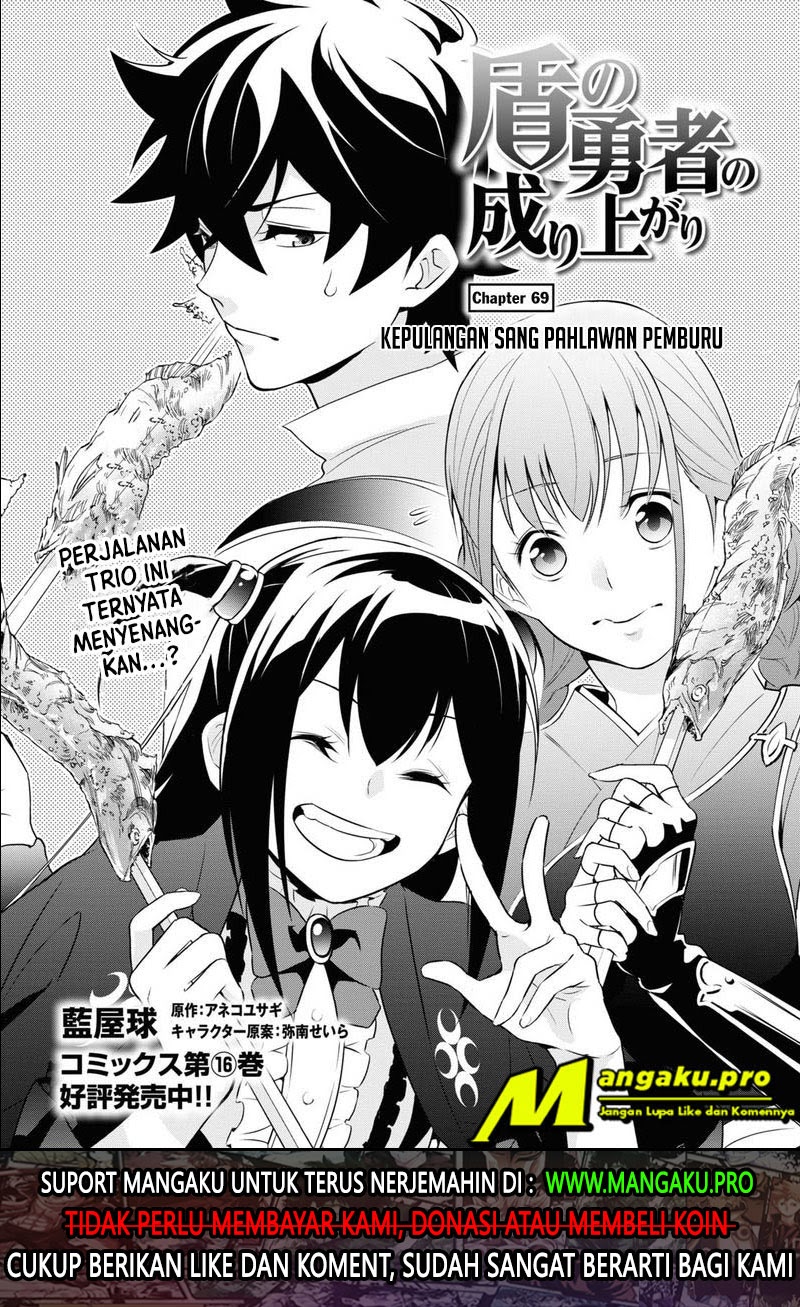 盾の勇者の
成り上がり
Chapter 69
KEPULANGAN SANG PAHLAWAN PEMBURU
PERJALANAN
TRIO INI
TERNYATA
MENYENANG-
KAN...?
藍屋球
原作:アネコユサギ
キャラクター原案:弥南せいら
コミックス第⑯巻
好評発売中!!
Mangaku.pro
Jangan Lupa Like dan Komennya
SUPORT MANGAKU UNTUK TERUS NERJEMAHIN DI : WWW.MANGAKU.PRO
TIDAK PERLU MEMBAYAR KAMI, DONASI ATAU MEMBELI KOIN
CUKUP BERIKAN LIKE DAN KOMENT, SUDAH SANGAT BERARTI BAGI KAMI